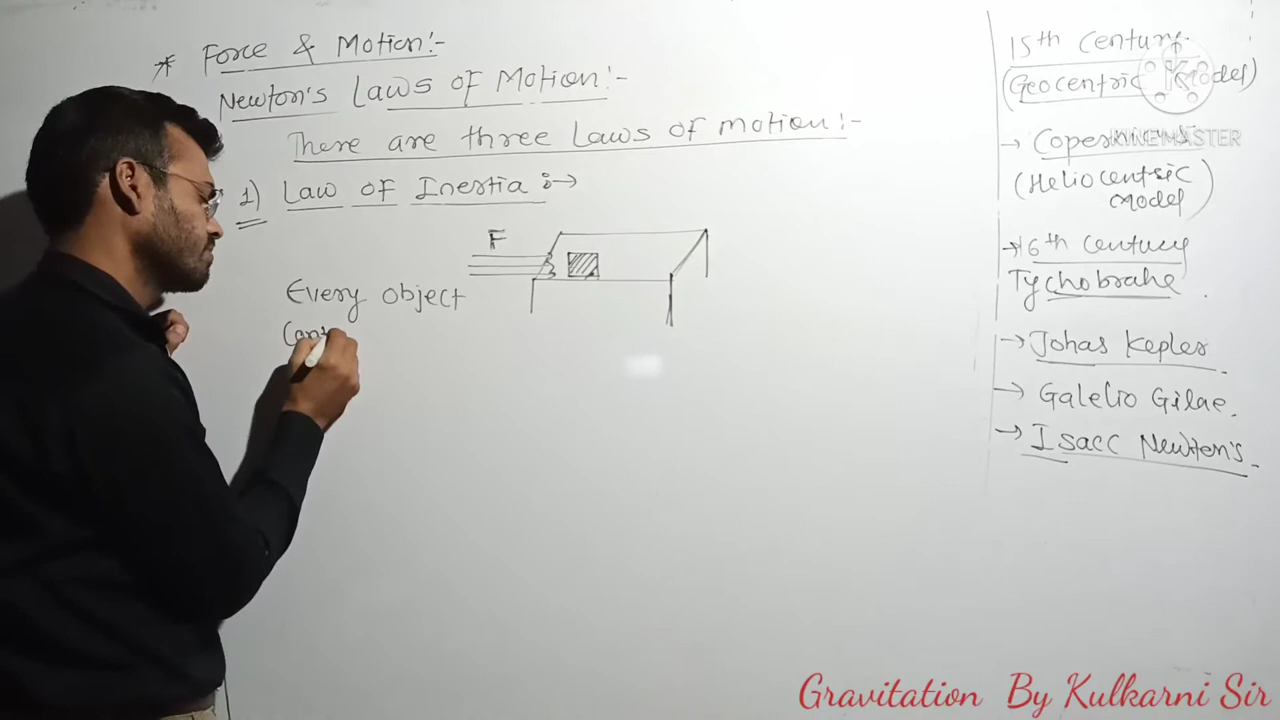 * Force & Motion:-
Newton's Laws of Motion:-
There are three Laws of motion:-
1) Law of Inertia :→
F
Every object
15th Century
(Geocentric Model)
KINEMASTER
(Heliocentric
Model)
16th Century
Tychobrahe
→ Johas Kepler
→ Galelio Gilae.
→ Isacc Newton's.
Gravitation By Kulkarni Sir